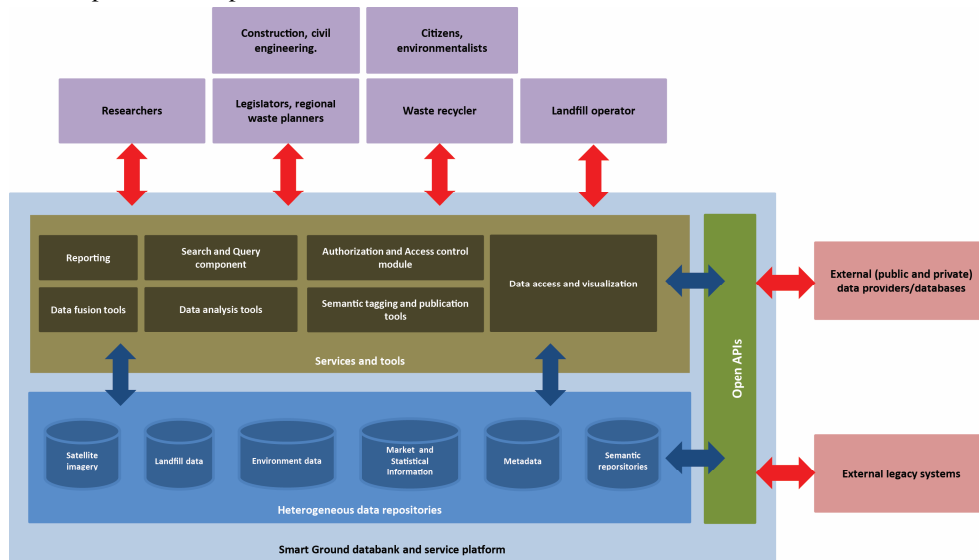 Construction, civil
engineering.
Citizens,
environmentalists
Researchers
Legislators, regional
waste planners
Waste recycler
Landfill operator
Reporting
Search and Query
component
Authorization and Access control
module
Data access and visualization
Data fusion tools
Data analysis tools
Semantic tagging and publication
tools
Services and tools
Open APIs
External (public and private)
data providers/databases
Satellite
imagery
Landfill data
Environment data
Market and
Statistical
Information
Metadata
Semantic
reporsitories
Heterogeneous data repositories
External legacy systems
Smart Ground databank and service platform